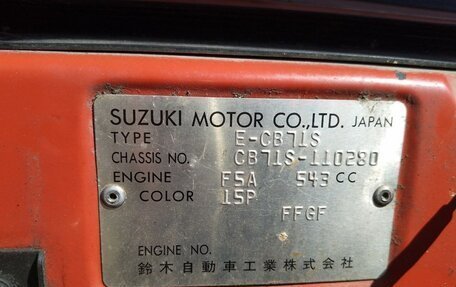 SUZUKI MOTOR CO.,LTD. JAPAN
TYPE E-CB71S
CHASSIS NO. CB71S-110280
ENGINE F5A 543 CC
COLOR 15P
FFGF
ENGINE NO.
鈴木自動車工業株式会社